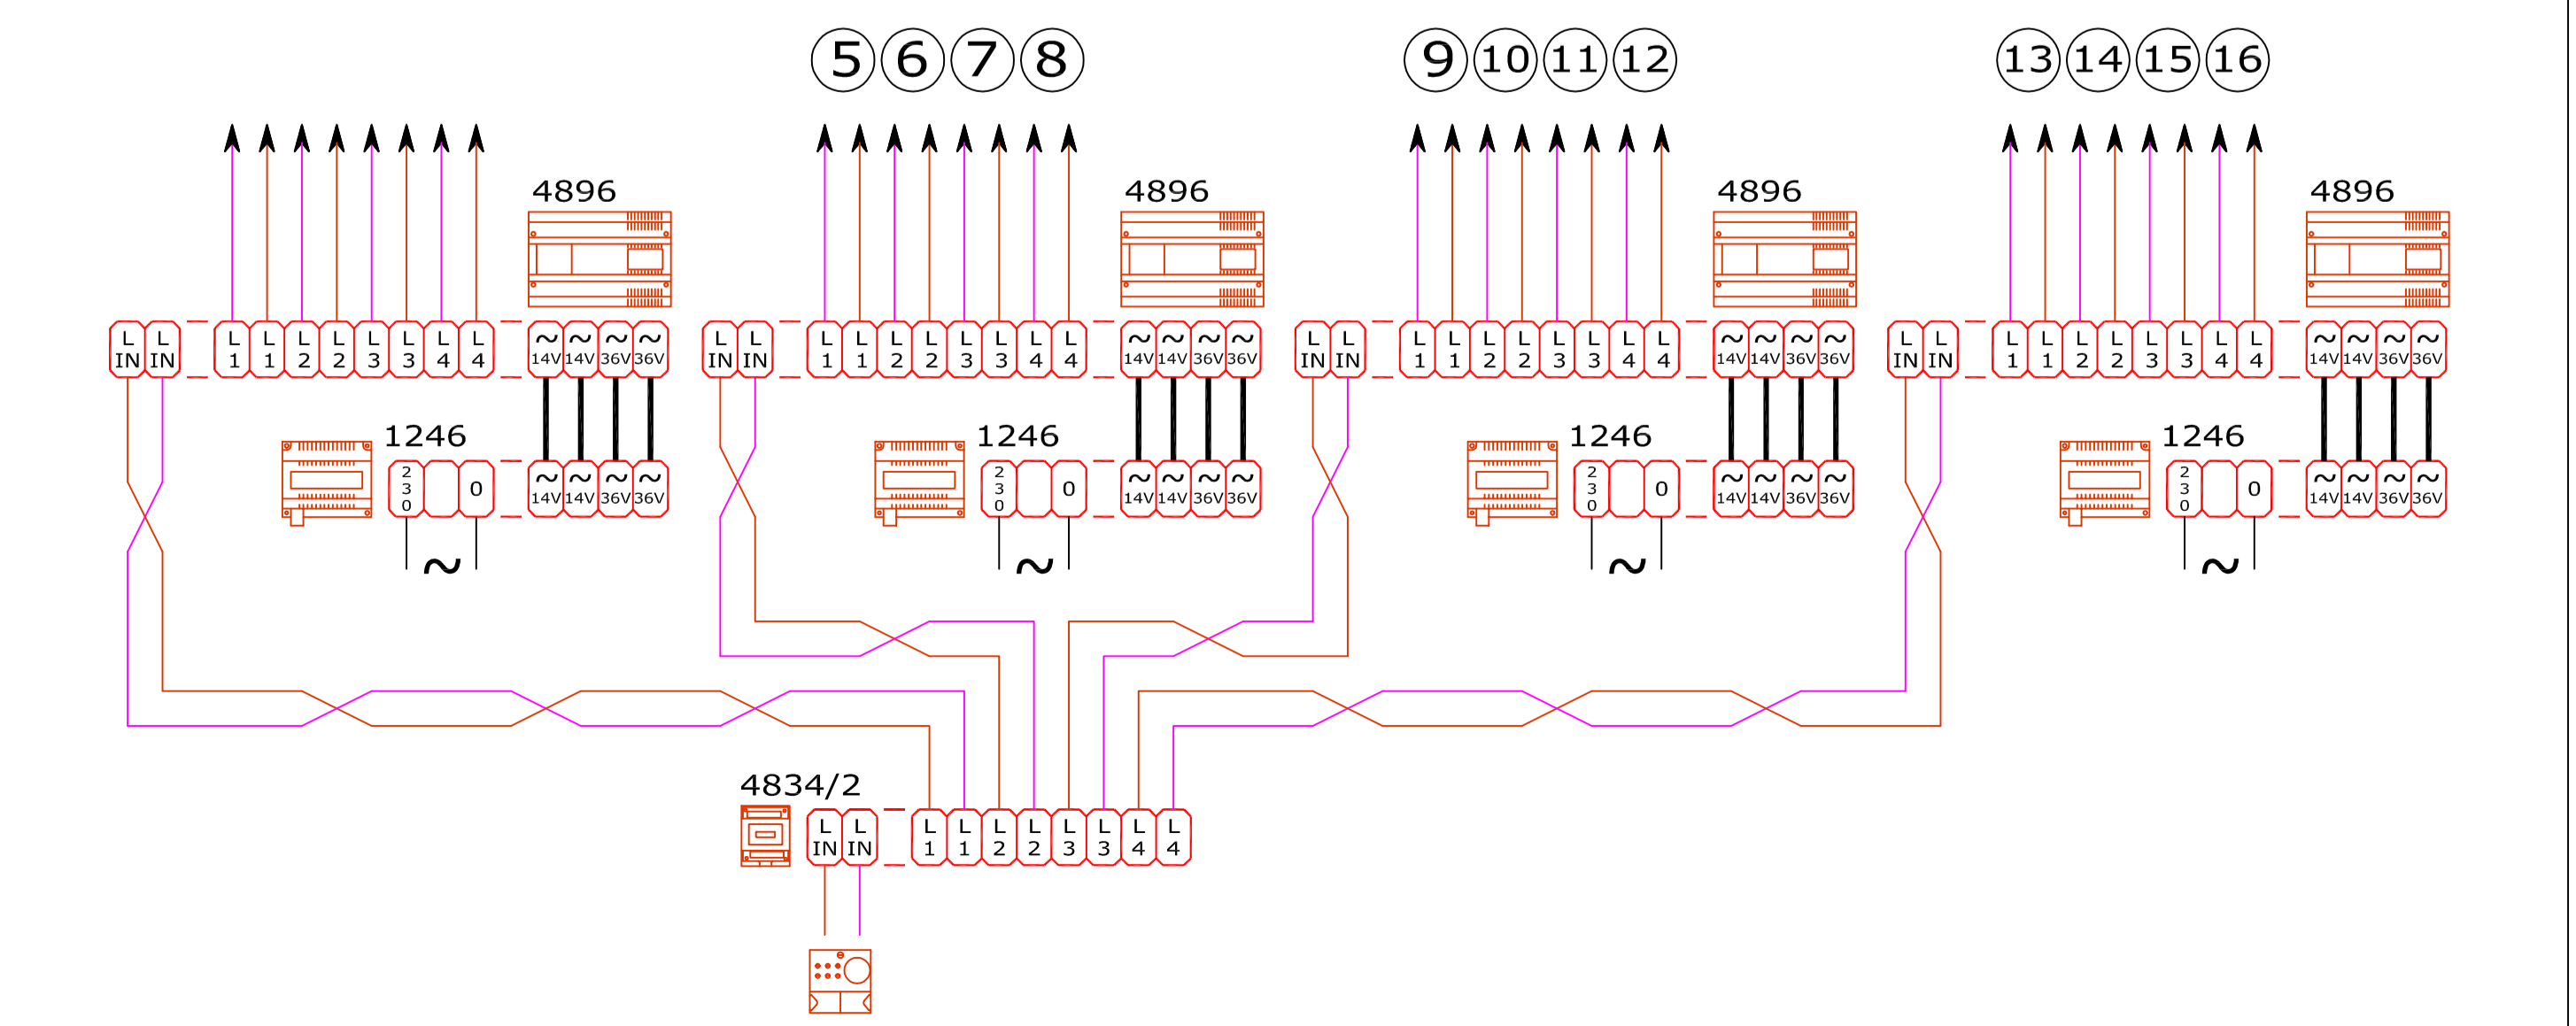 5 6 7 8 9 10 11 12 13 14 15 16
4896 4896 4896 4896
L IN L IN L 1 L 1 L 2 L 2 L 3 L 3 L 4 L 4 ~ 14V ~ 14V ~ 36V ~ 36V L IN L IN L 1 L 1 L 2 L 2 L 3 L 3 L 4 L 4 ~ 14V ~ 14V ~ 36V ~ 36V L IN L IN L 1 L 1 L 2 L 2 L 3 L 3 L 4 L 4 ~ 14V ~ 14V ~ 36V ~ 36V L IN L IN L 1 L 1 L 2 L 2 L 3 L 3 L 4 L 4 ~ 14V ~ 14V ~ 36V ~ 36V
1246 1246 1246 1246
230 0 ~ 14V ~ 14V ~ 36V ~ 36V 230 0 ~ 14V ~ 14V ~ 36V ~ 36V 230 0 ~ 14V ~ 14V ~ 36V ~ 36V 230 0 ~ 14V ~ 14V ~ 36V ~ 36V
~ ~ ~ ~
4834/2
L IN L IN L 1 L 1 L 2 L 2 L 3 L 3 L 4 L 4